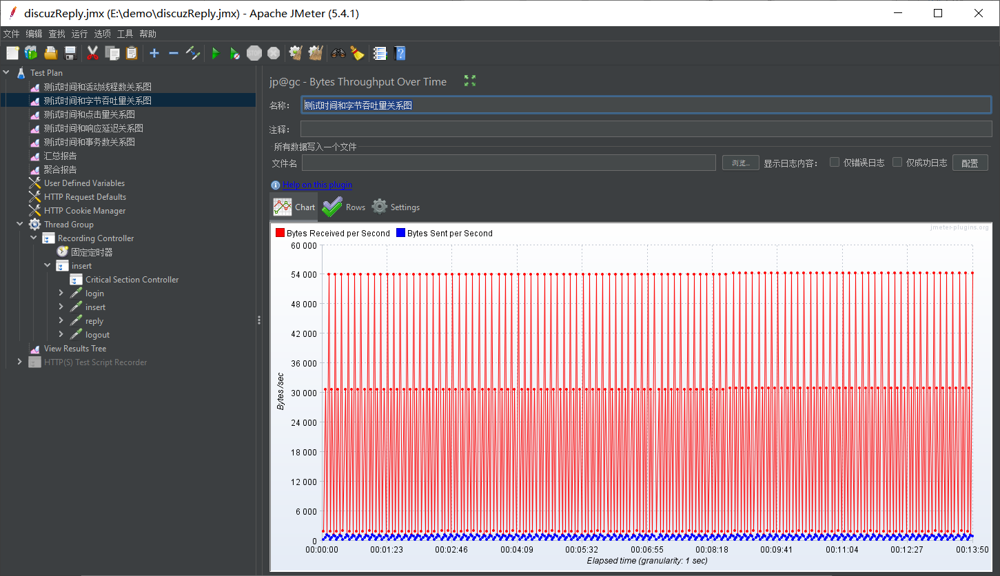 discuzReply.jmx (E:\demo\discuzReply.jmx) - Apache JMeter (5.4.1)
文件 编辑 查找 运行 选项 工具 帮助
STOP
Test Plan
测试时间和活动线程数关系图
测试时间和字节吞吐量关系图
测试时间和点击量关系图
测试时间和响应延迟关系图
测试时间和事务数关系图
汇总报告
聚合报告
User Defined Variables
HTTP Request Defaults
HTTP Cookie Manager
Thread Group
Recording Controller
固定定时器
insert
Critical Section Controller
login
insert
reply
logout
View Results Tree
HTTP(S) Test Script Recorder
jp@gc - Bytes Throughput Over Time
名称： 测试时间和字节吞吐量关系图
注释：
所有数据写入一个文件
文件名 浏览... 显示日志内容： 仅错误日志 仅成功日志 配置
Help on this plugin
Chart Rows Settings
jmeter-plugins.org
Bytes Received per Second Bytes Sent per Second
60 000
54 000
48 000
42 000
36 000
30 000
24 000
18 000
12 000
6 000
0
Bytes /sec
00:00:00 00:01:23 00:02:46 00:04:09 00:05:32 00:06:55 00:08:18 00:09:41 00:11:04 00:12:27 00:13:50
Elapsed time (granularity: 1 sec)